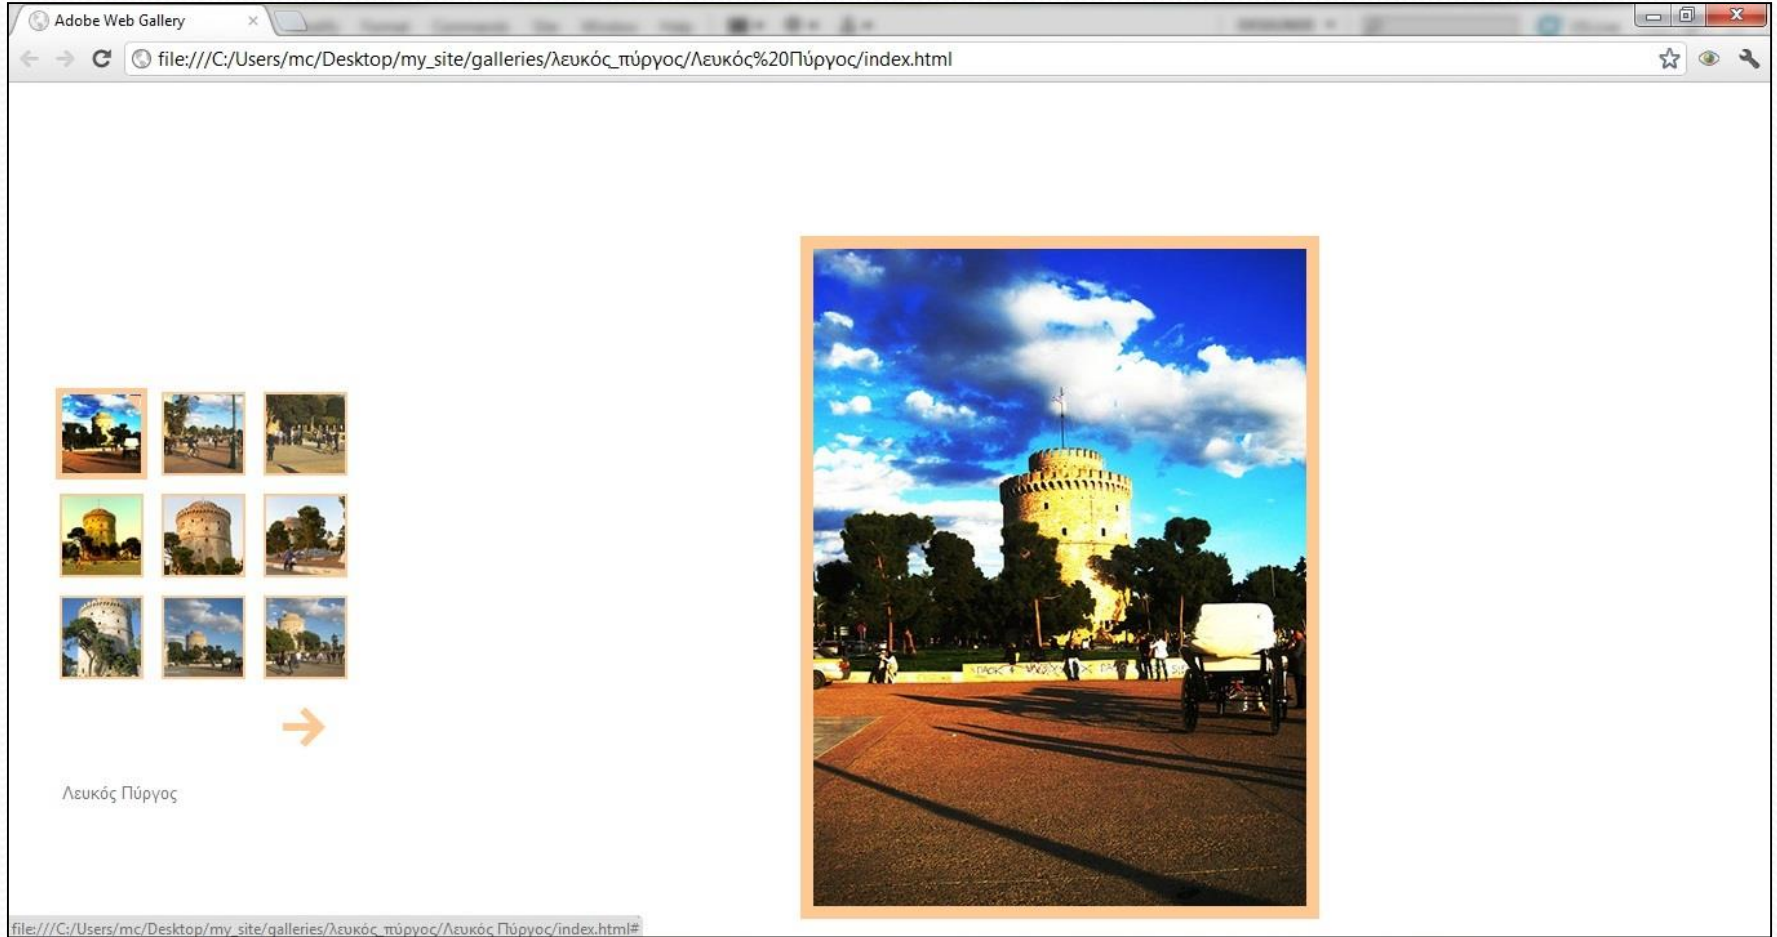 Adobe Web Gallery
file:///C:/Users/mc/Desktop/my_site/galleries/λευκός_πύργος/Λευκός%20Πύργος/index.html
Λευκός Πύργος
file:///C:/Users/mc/Desktop/my_site/galleries/λευκός_πύργος/Λευκός Πύργος/index.html#